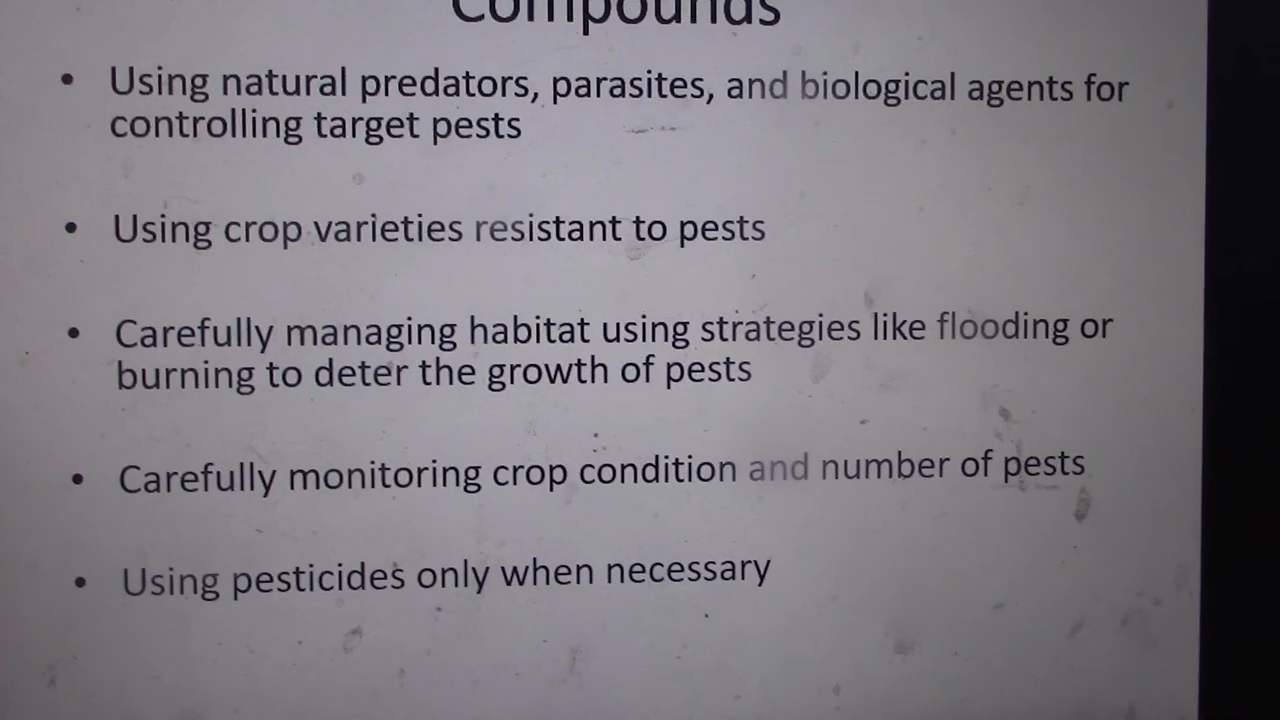 Compounds
• Using natural predators, parasites, and biological agents for
controlling target pests
• Using crop varieties resistant to pests
• Carefully managing habitat using strategies like flooding or
burning to deter the growth of pests
• Carefully monitoring crop condition and number of pests
• Using pesticides only when necessary